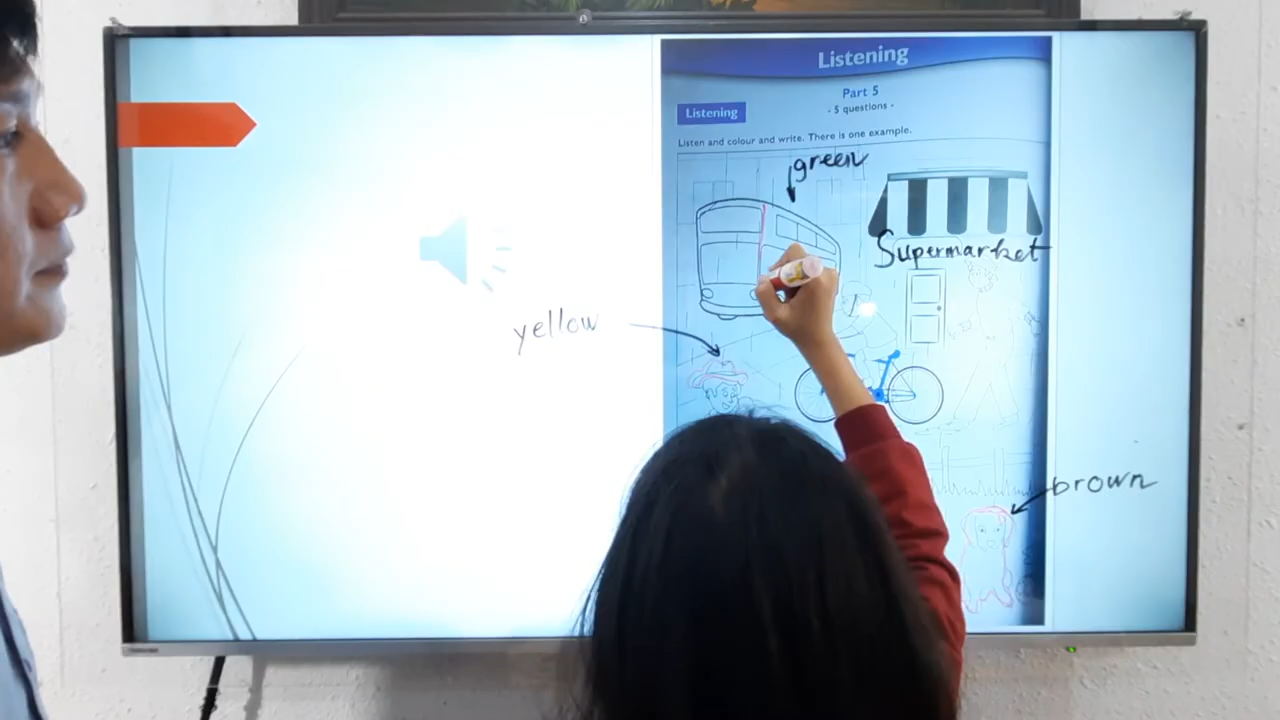 Listening
Part 5
- 5 questions -
Listening
Listen and colour and write. There is one example.
green
Supermarket
yellow
brown